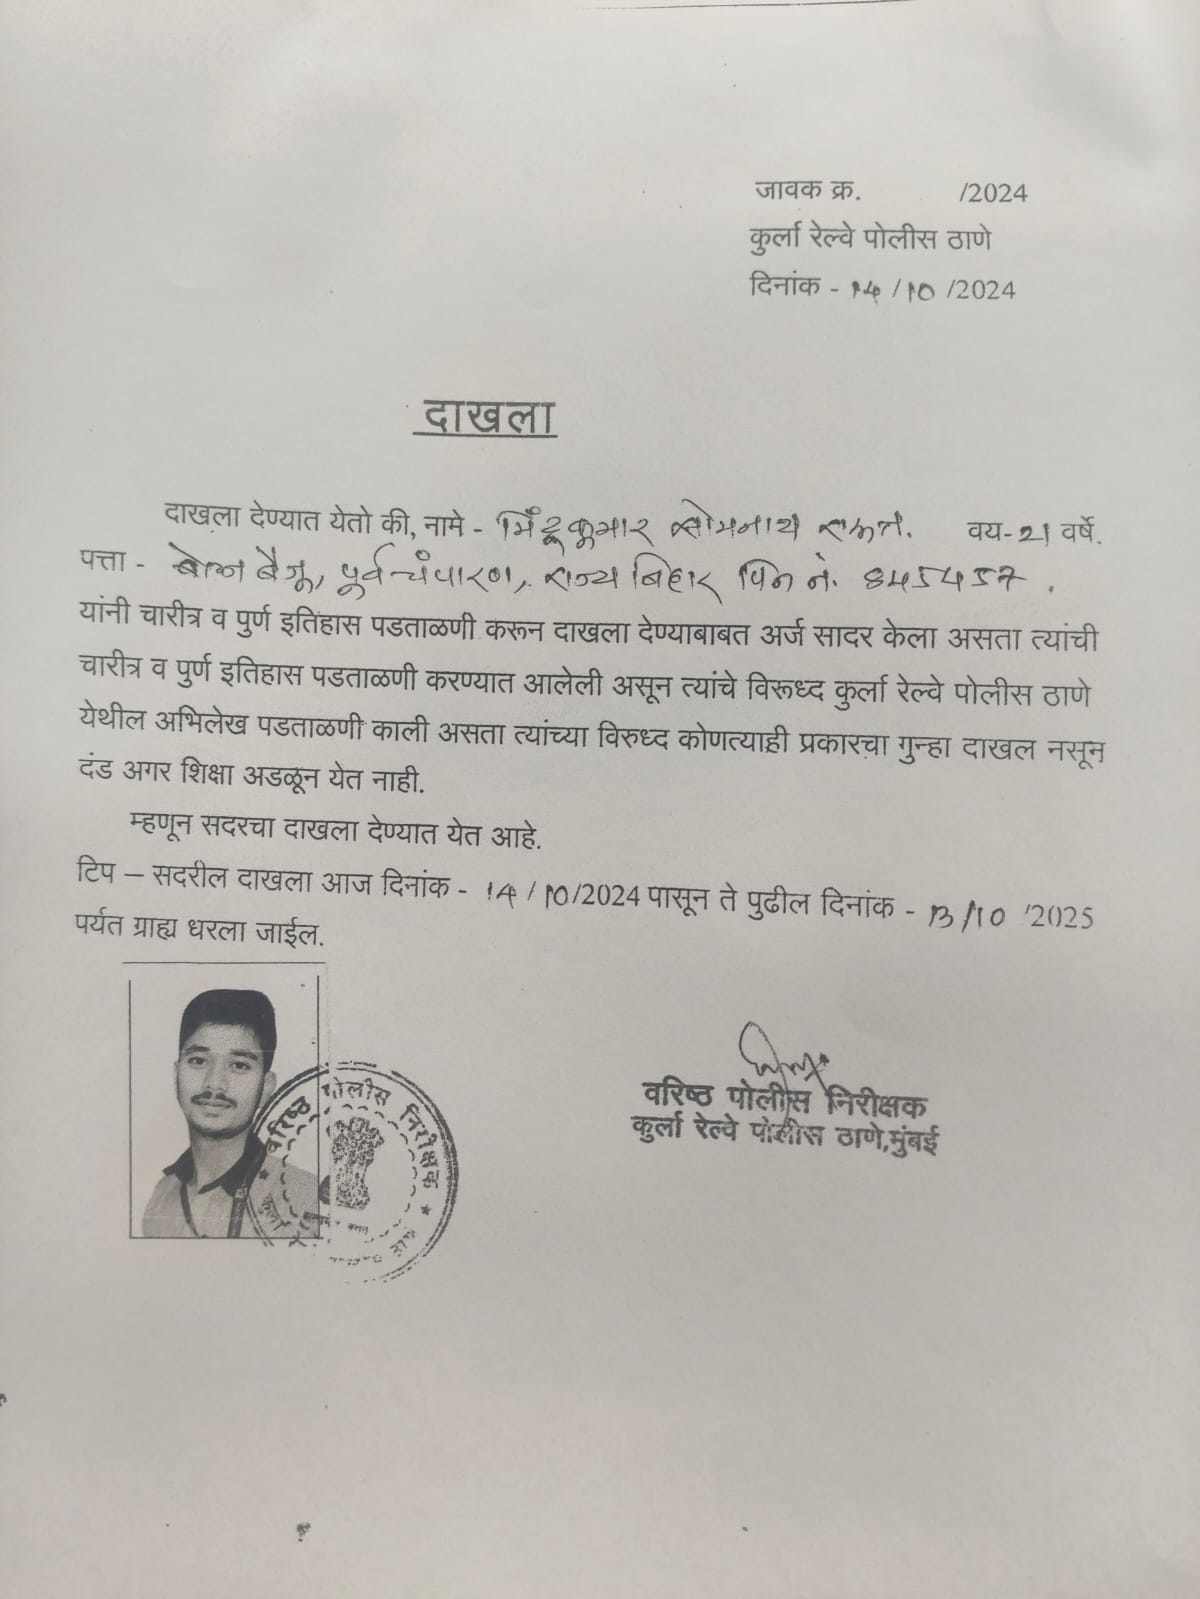 जावक क्र. /2024
कुर्ला रेल्वे पोलीस ठाणे
दिनांक - 14 / 10 /2024
दाखला
दाखला देण्यात येतो की, नामे - सोमनाथ वय- 21 वर्षे.
पत्ता - बैजू, पूर्व चंपारण, राज्य बिहार पिन नं. 845457 .
यांनी चारीत्र व पुर्ण इतिहास पडताळणी करून दाखला देण्याबाबत अर्ज सादर केला असता त्यांची
चारीत्र व पुर्ण इतिहास पडताळणी करण्यात आलेली असून त्यांचे विरूध्द कुर्ला रेल्वे पोलीस ठाणे
येथील अभिलेख पडताळणी काली असता त्यांच्या विरुध्द कोणत्याही प्रकारचा गुन्हा दाखल नसून
दंड अगर शिक्षा अडळून येत नाही.
म्हणून सदरचा दाखला देण्यात येत आहे.
टिप – सदरील दाखला आज दिनांक - 14 / 10 /2024 पासून ते पुढील दिनांक - 13 / 10 /2025
पर्यत ग्राह्य धरला जाईल.
वरिष्ठ पोलीस निरीक्षक
कुर्ला रेल्वे पोलीस ठाणे,मुंबई
वरिष्ठ पोलीस निरीक्षक